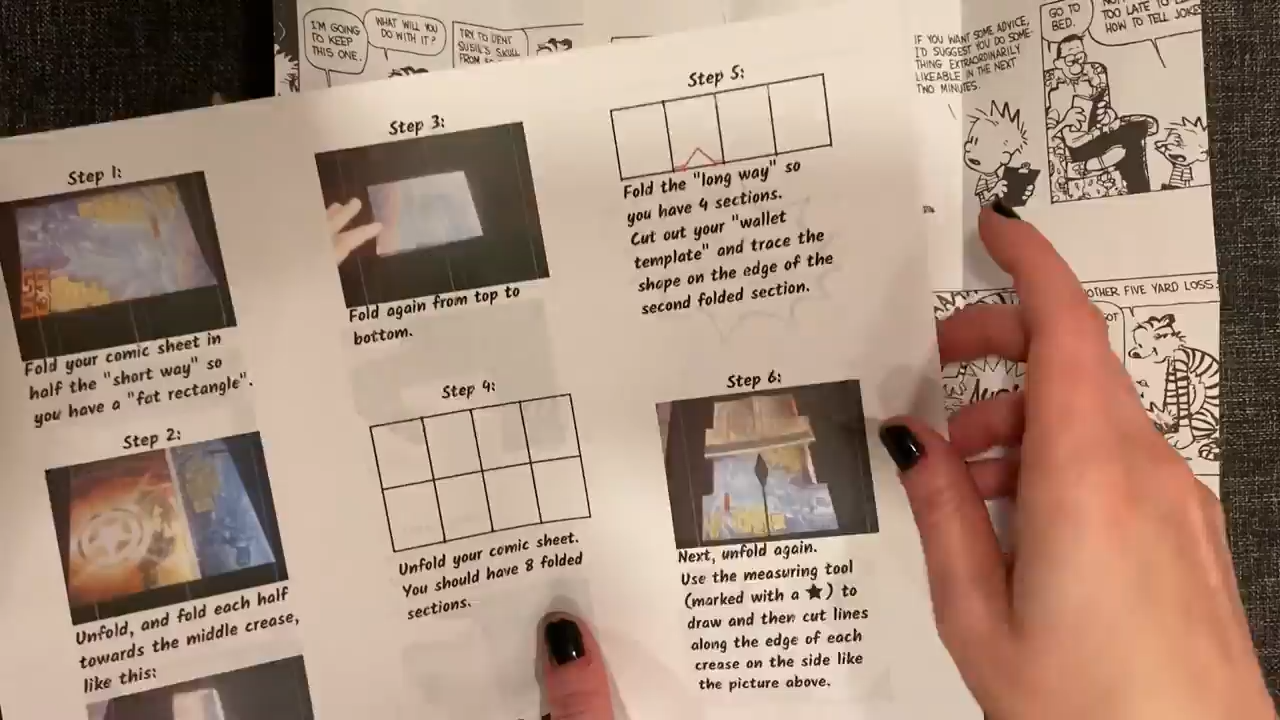 I'M GOING
TO KEEP
THIS ONE.
WHAT WILL YOU
DO WITH IT?
TRY TO DENT
SUSIE'S SKULL
IF YOU WANT SOME ADVICE,
I'D SUGGEST YOU DO SOME-
THING EXTRAORDINARILY
LIKEABLE IN THE NEXT
TWO MINUTES.
GO TO
BED.
TOO LATE TO
HOW TO TELL JOKES
OTHER FIVE YARD LOSS.
Step 1:
Fold your comic sheet in
half the "short way" so
you have a "fat rectangle".
Step 2:
Unfold, and fold each half
towards the middle crease,
like this:
Step 3:
Fold again from top to
bottom.
Step 4:
Unfold your comic sheet.
You should have 8 folded
sections.
Step 5:
Fold the "long way" so
you have 4 sections.
Cut out your "wallet
template" and trace the
shape on the edge of the
second folded section.
Step 6:
Next, unfold again.
Use the measuring tool
(marked with a ★) to
draw and then cut lines
along the edge of each
crease on the side like
the picture above.